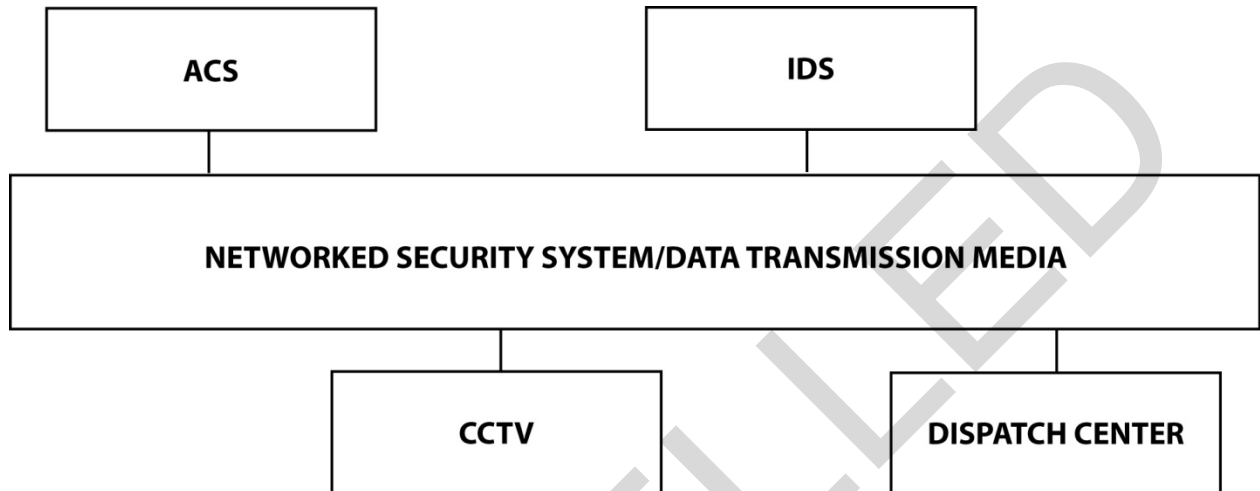 ACS
IDS
NETWORKED SECURITY SYSTEM/DATA TRANSMISSION MEDIA
CCTV
DISPATCH CENTER